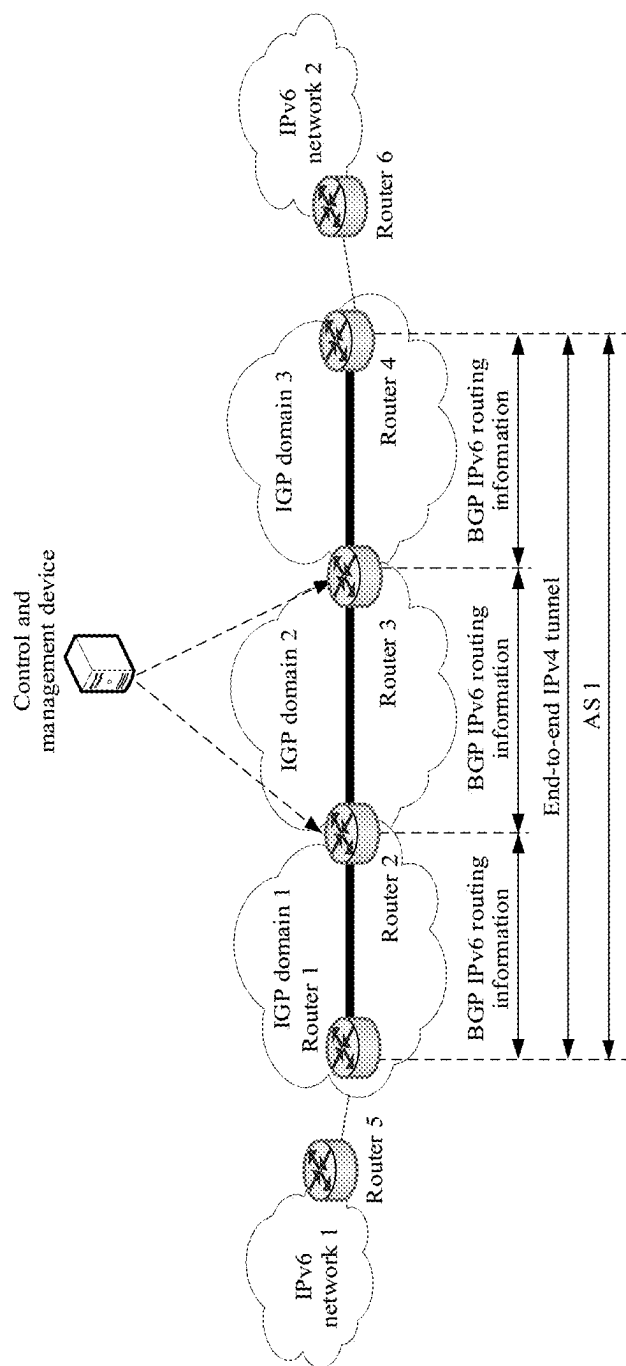 Control and
management device
IPv6
network 1
Router 5
IGP domain 1
Router 1
Router 2
IGP domain 2
Router 3
IGP domain 3
Router 4
Router 6
IPv6
network 2
BGP IPv6 routing
information
BGP IPv6 routing
information
BGP IPv6 routing
information
End-to-end IPv4 tunnel
AS 1